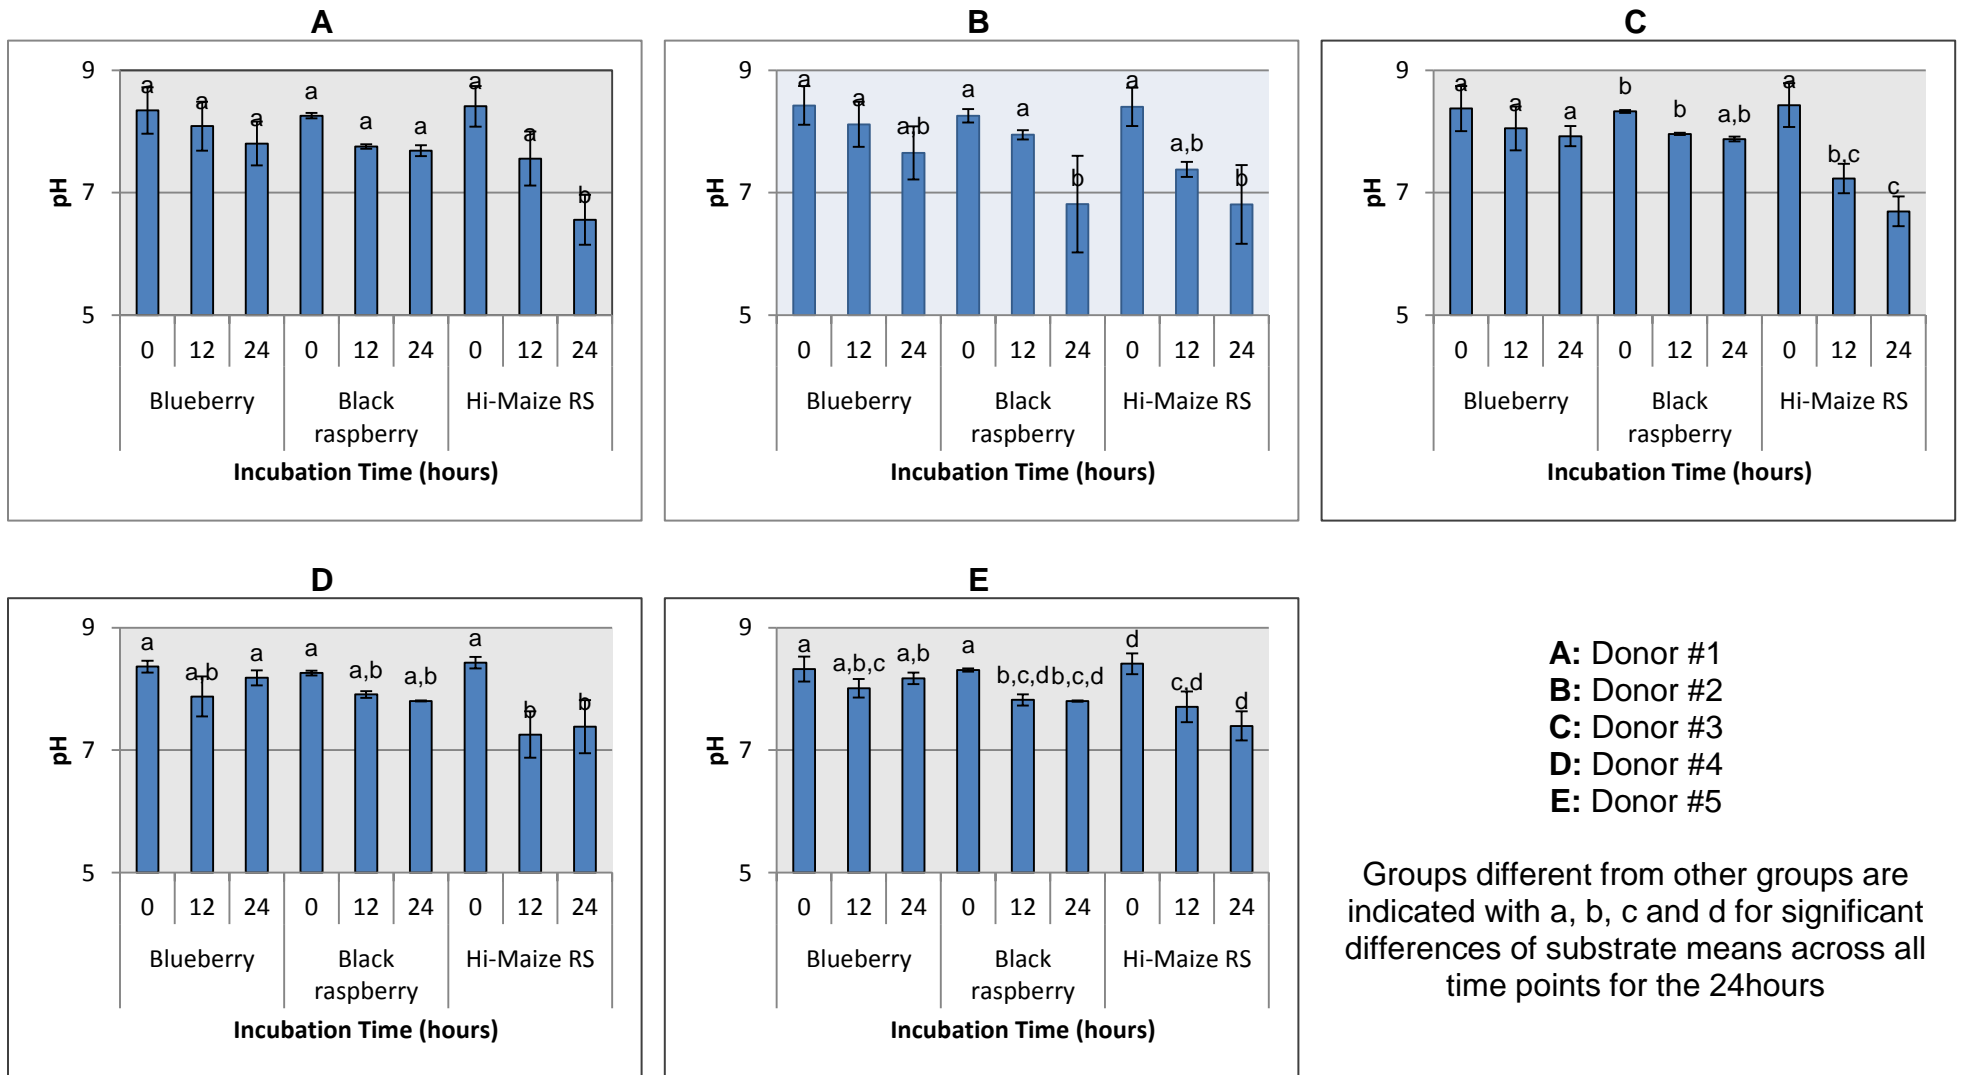 A
9
7
5
pH
a a a a a a a a b
0 12 24 0 12 24 0 12 24
Blueberry Black raspberry Hi-Maize RS
Incubation Time (hours)
B
9
7
5
pH
a a a,b a a b a a,b b
0 12 24 0 12 24 0 12 24
Blueberry Black raspberry Hi-Maize RS
Incubation Time (hours)
C
9
7
5
pH
a a a b b a,b a b,c c
0 12 24 0 12 24 0 12 24
Blueberry Black raspberry Hi-Maize RS
Incubation Time (hours)
D
9
7
5
pH
a a,b a a a,b a,b a b b
0 12 24 0 12 24 0 12 24
Blueberry Black raspberry Hi-Maize RS
Incubation Time (hours)
E
9
7
5
pH
a a,b,c a,b a b,c,d b,c,d d c,d d
0 12 24 0 12 24 0 12 24
Blueberry Black raspberry Hi-Maize RS
Incubation Time (hours)
A: Donor #1
B: Donor #2
C: Donor #3
D: Donor #4
E: Donor #5
Groups different from other groups are
indicated with a, b, c and d for significant
differences of substrate means across all
time points for the 24hours